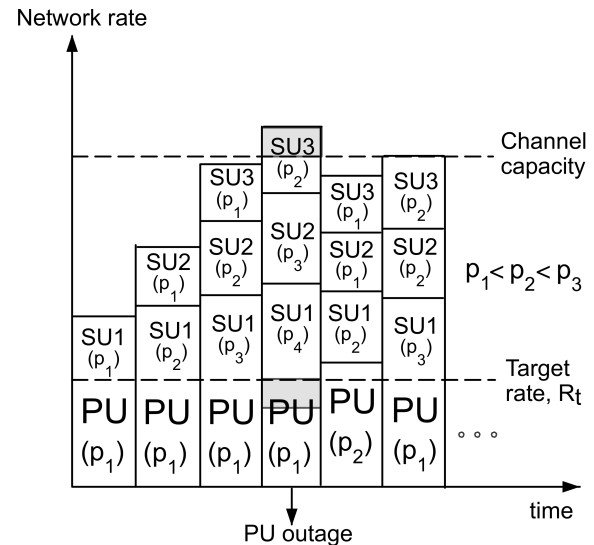 Network rate
Channel
capacity
SU3
(p2)
SU3
(p1)
SU3
(p1)
SU3
(p2)
SU2
(p1)
SU2
(p2)
SU2
(p3)
SU2
(p1)
SU2
(p2)
p1< p2< p3
SU1
(p1)
SU1
(p2)
SU1
(p3)
SU1
(p4)
SU1
(p2)
SU1
(p3)
Target
rate, Rt
PU
(p1)
PU
(p1)
PU
(p1)
PU
(p1)
PU
(p2)
PU
(p1)
time
PU outage